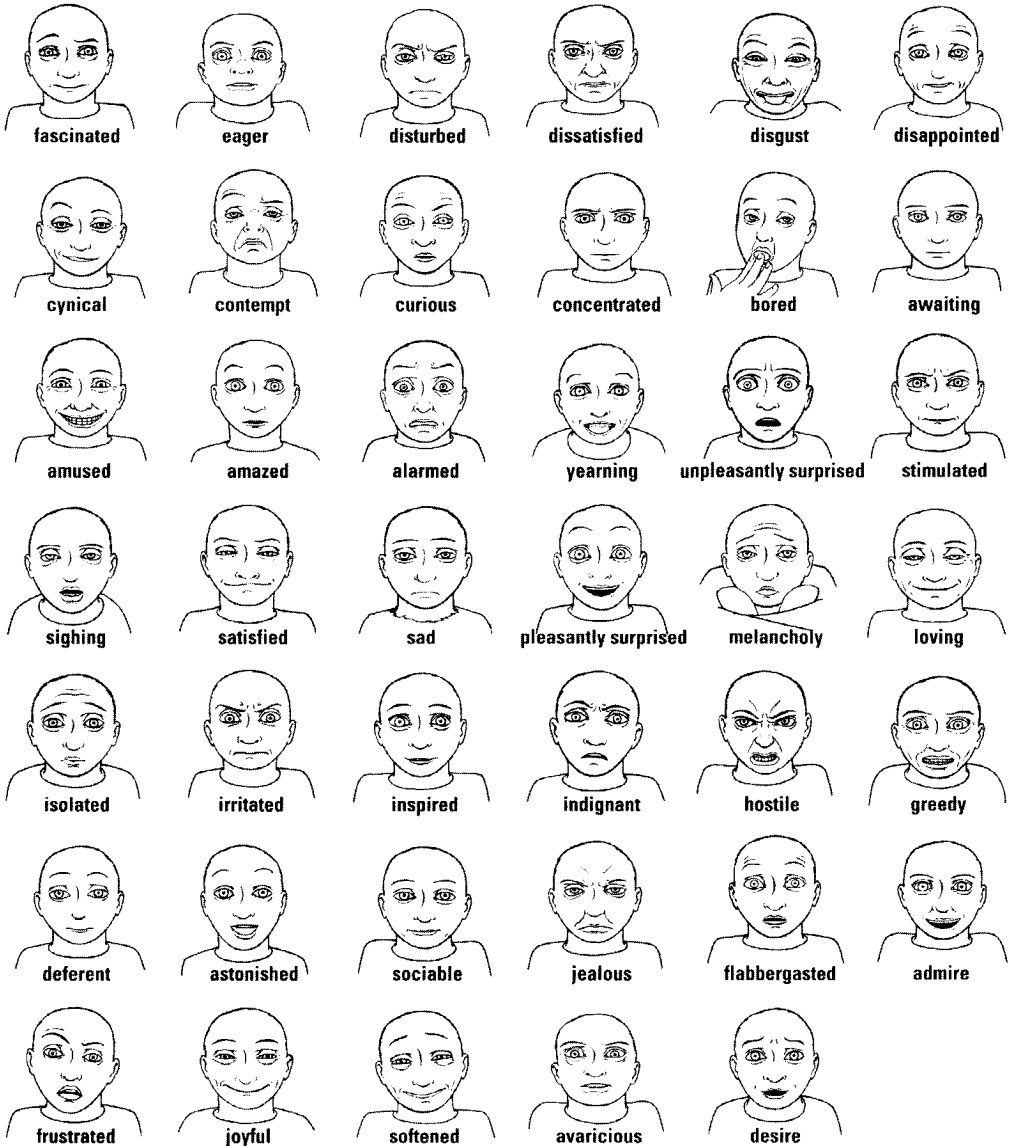 fascinated eager disturbed dissatisfied disgust disappointed
cynical contempt curious concentrated bored awaiting
amused amazed alarmed yearning unpleasantly surprised stimulated
sighing satisfied sad pleasantly surprised melancholy loving
isolated irritated inspired indignant hostile greedy
deferent astonished sociable jealous flabbergasted admire
frustrated joyful softened avaricious desire